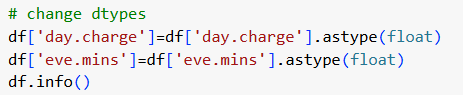 # change dtypes
df['day.charge']=df['day.charge'].astype(float)
df['eve.mins']=df['eve.mins'].astype(float)
df.info()